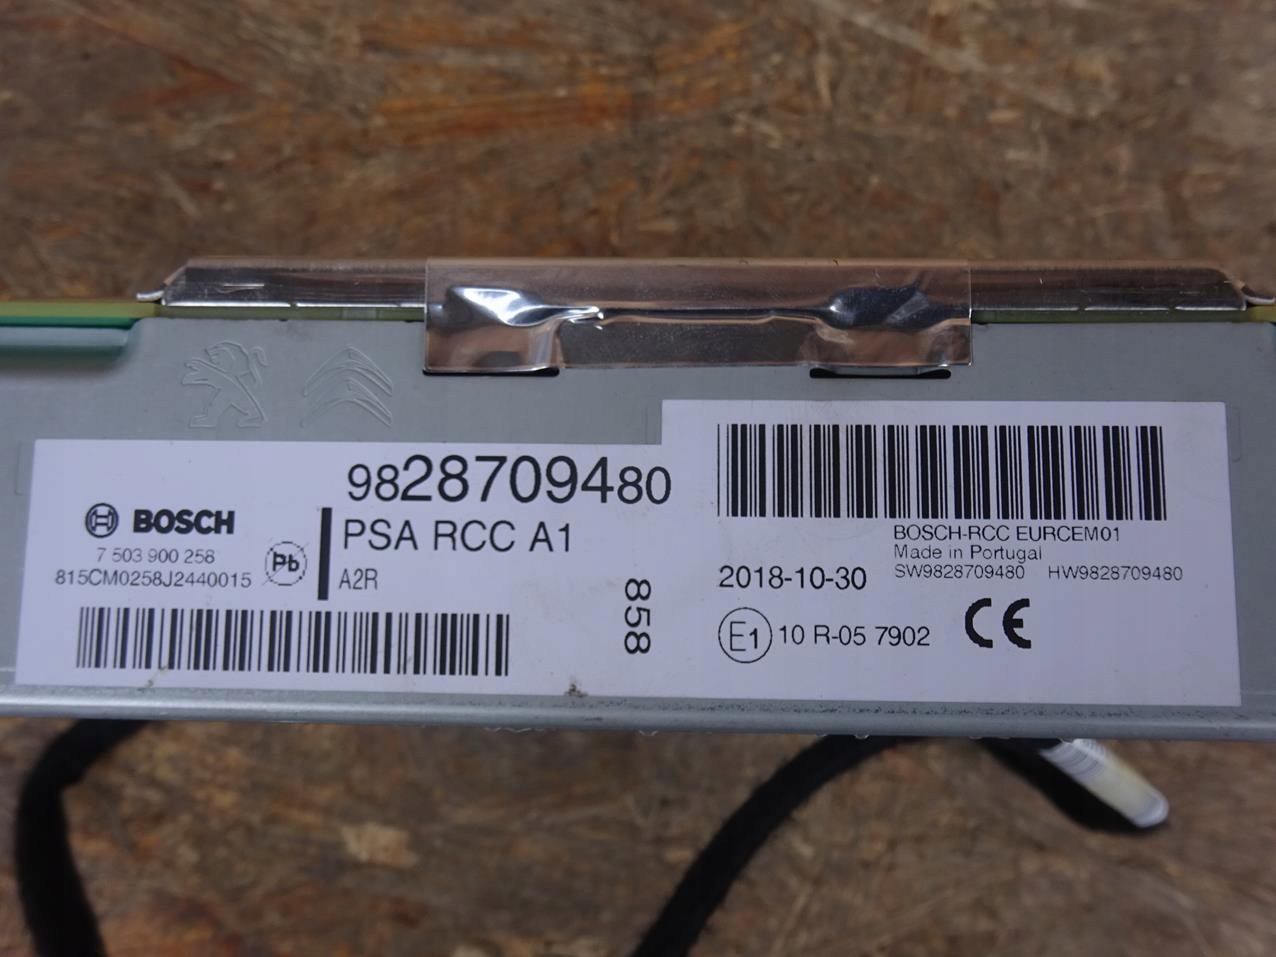 9828709480
BOSCH
PSA RCC A1
7 503 900 258
Pb
815CM0258J2440015
A2R
858
BOSCH-RCC EURCEM01
Made in Portugal
2018-10-30
SW9828709480 HW9828709480
E1 10 R-05 7902
CE